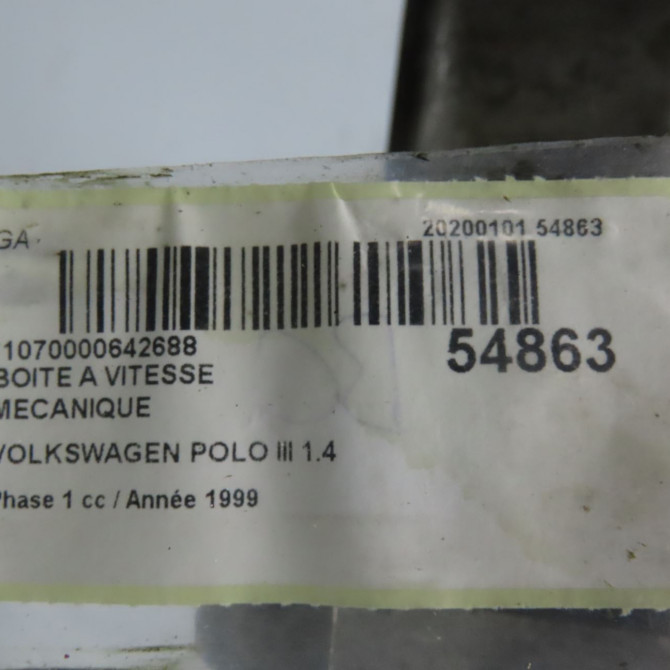 GA
20200101 54863
1070000642688
54863
BOITE A VITESSE
MECANIQUE
VOLKSWAGEN POLO III 1.4
Phase 1 cc / Année 1999